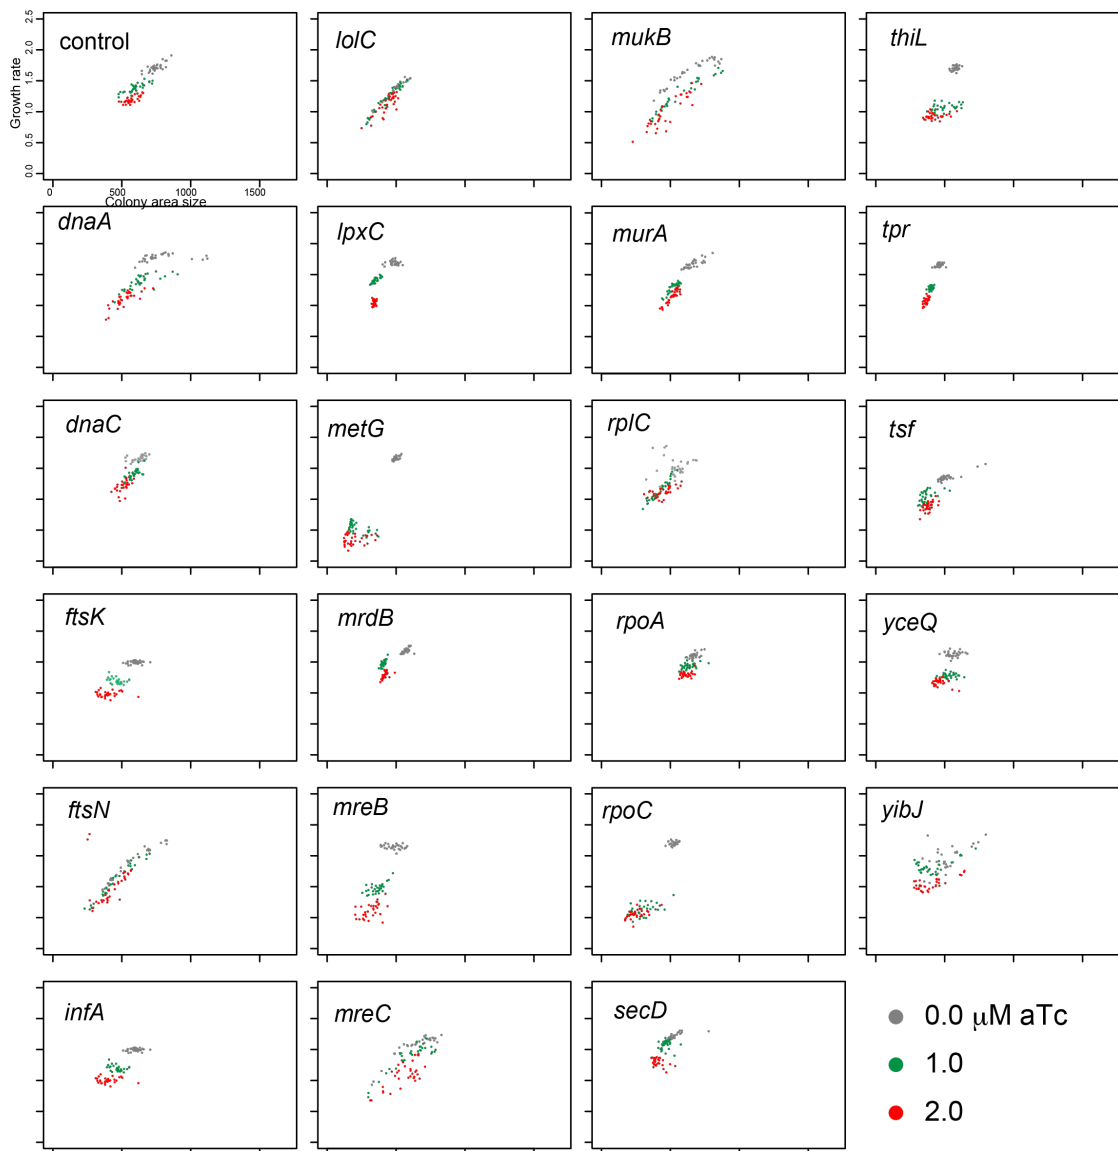 control
lolC
mukB
thiL
Growth rate
2.5
2.0
1.5
1.0
0.5
0.0
0
500
1000
1500
Colony area size
dnaA
lpxC
murA
tpr
dnaC
metG
rplC
tsf
ftsK
mrdB
rpoA
yceQ
ftsN
mreB
rpoC
yibJ
infA
mreC
secD
0.0 μM aTc
1.0
2.0